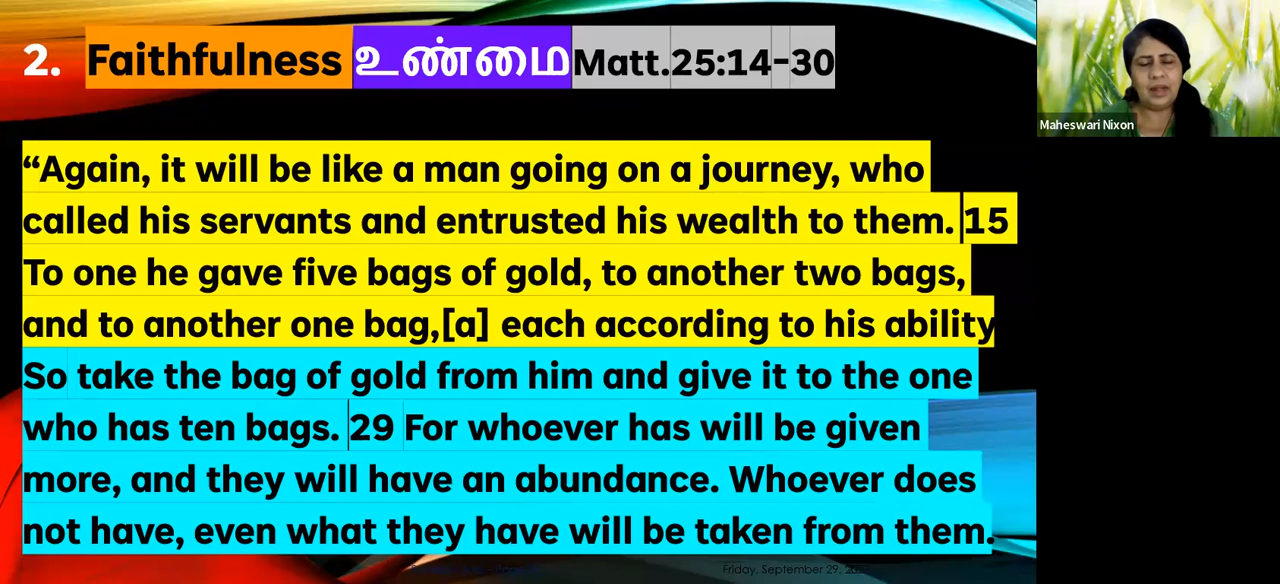 2. Faithfulness உண்மை Matt.25:14-30
Maheswari Nixon
“Again, it will be like a man going on a journey, who
called his servants and entrusted his wealth to them. 15
To one he gave five bags of gold, to another two bags,
and to another one bag,[a] each according to his ability
So take the bag of gold from him and give it to the one
who has ten bags. 29 For whoever has will be given
more, and they will have an abundance. Whoever does
not have, even what they have will be taken from them.
Friday, September 29,